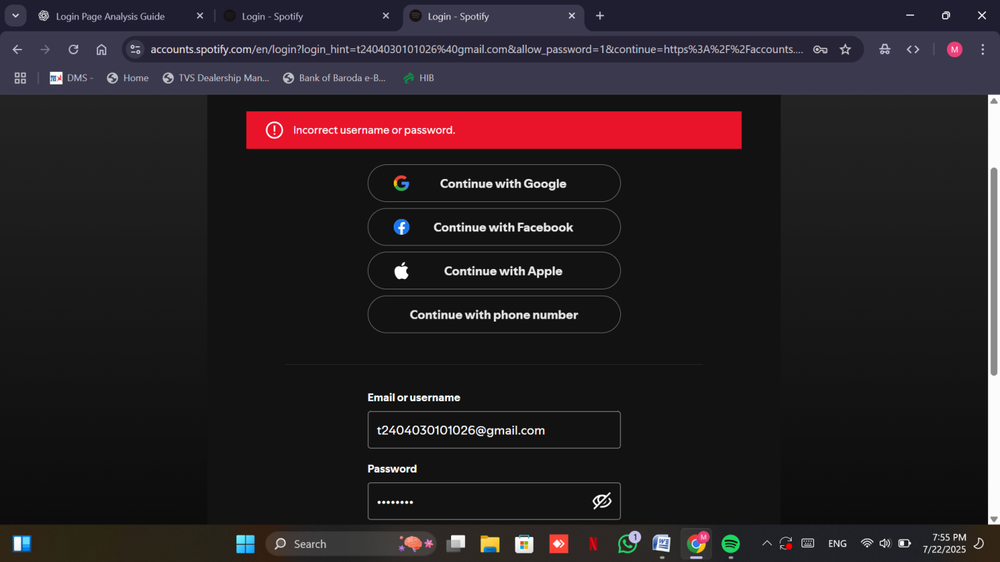 Login Page Analysis Guide
Login - Spotify
Login - Spotify
accounts.spotify.com/en/login?login_hint=t2404030101026%40gmail.com&allow_password=1&continue=https%3A%2F%2Faccounts....
M
DMS -
Home
TVS Dealership Man...
Bank of Baroda e-B...
HIB
Incorrect username or password.
Continue with Google
Continue with Facebook
Continue with Apple
Continue with phone number
Email or username
t2404030101026@gmail.com
Password
Search
1
M
ENG
7:55 PM
7/22/2025